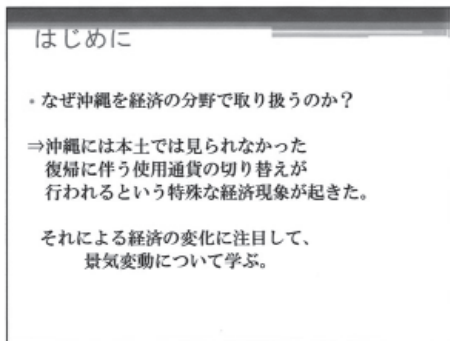 はじめに
・なぜ沖縄を経済の分野で取り扱うのか？
⇒沖縄には本土では見られなかった
復帰に伴う使用通貨の切り替えが
行われるという特殊な経済現象が起きた。
それによる経済の変化に注目して、
景気変動について学ぶ。